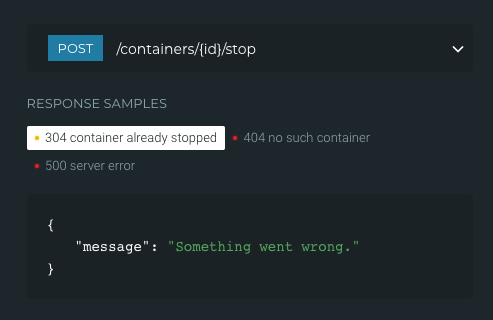 POST /containers/{id}/stop
RESPONSE SAMPLES
304 container already stopped 404 no such container
500 server error
{
"message": "Something went wrong."
}